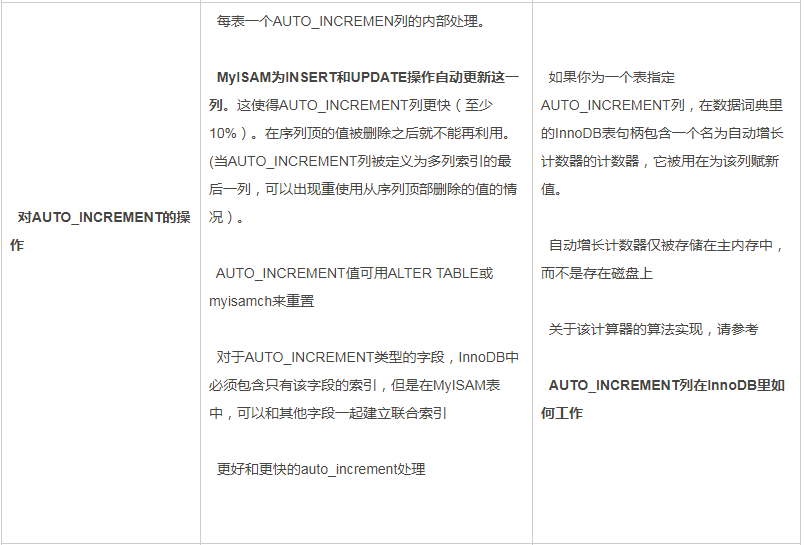 对AUTO_INCREMENT的操
作
每表一个AUTO_INCREMEN列的内部处理。
MyISAM为INSERT和UPDATE操作自动更新这一
列。这使得AUTO_INCREMENT列更快（至少
10%）。在序列顶的值被删除之后就不能再利用。
(当AUTO_INCREMENT列被定义为多列索引的最
后一列，可以出现重使用从序列顶部删除的值的情
况）。
AUTO_INCREMENT值可用ALTER TABLE或
myisamch来重置
对于AUTO_INCREMENT类型的字段，InnoDB中
必须包含只有该字段的索引，但是在MyISAM表
中，可以和其他字段一起建立联合索引
更好和更快的auto_increment处理
如果你为一个表指定
AUTO_INCREMENT列，在数据词典里
的InnoDB表句柄包含一个名为自动增长
计数器的计数器，它被用在为该列赋新
值。
自动增长计数器仅被存储在主内存中，
而不是存在磁盘上
关于该计算器的算法实现，请参考
AUTO_INCREMENT列在InnoDB里如
何工作